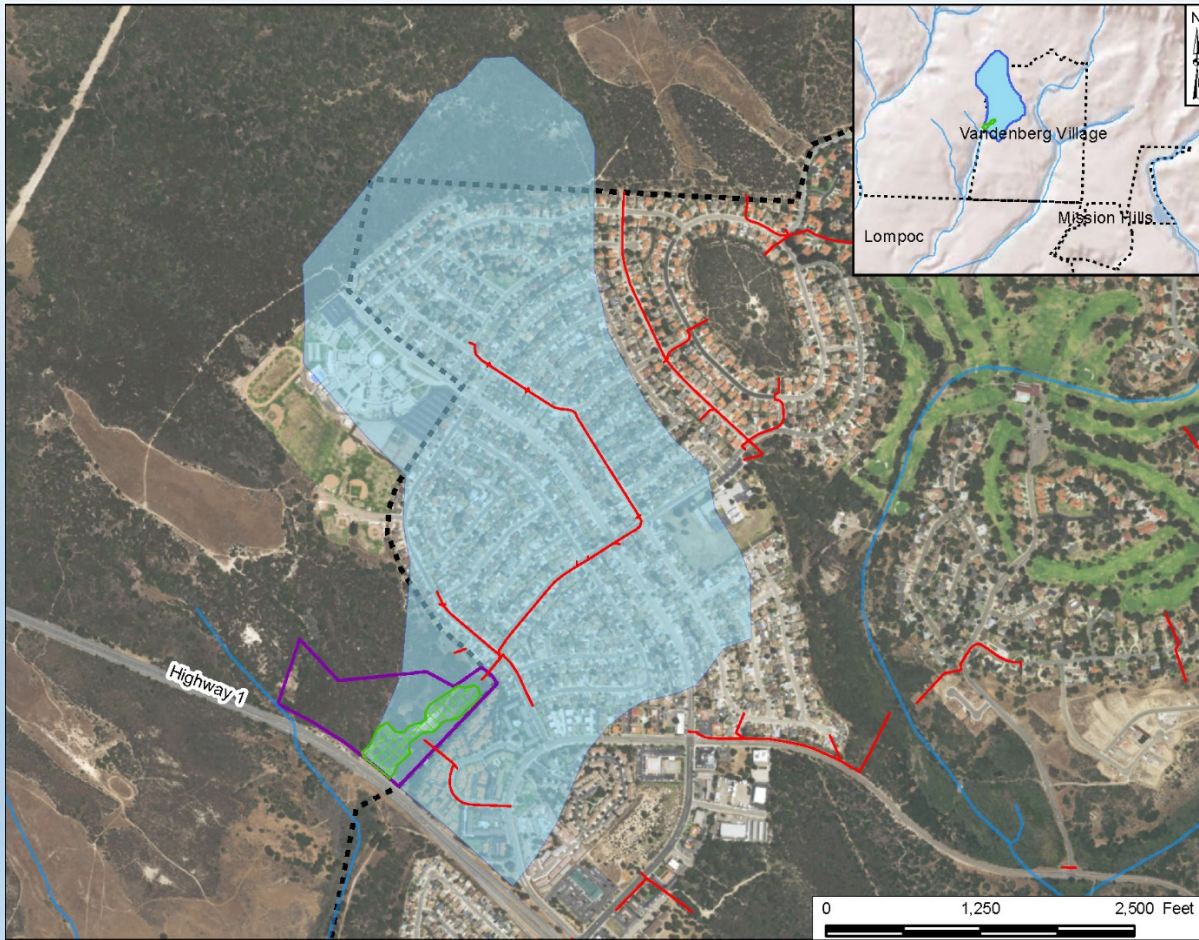 N
Vandenberg Village
Mission Hills
Lompoc
Highway 1
0 1,250 2,500 Feet